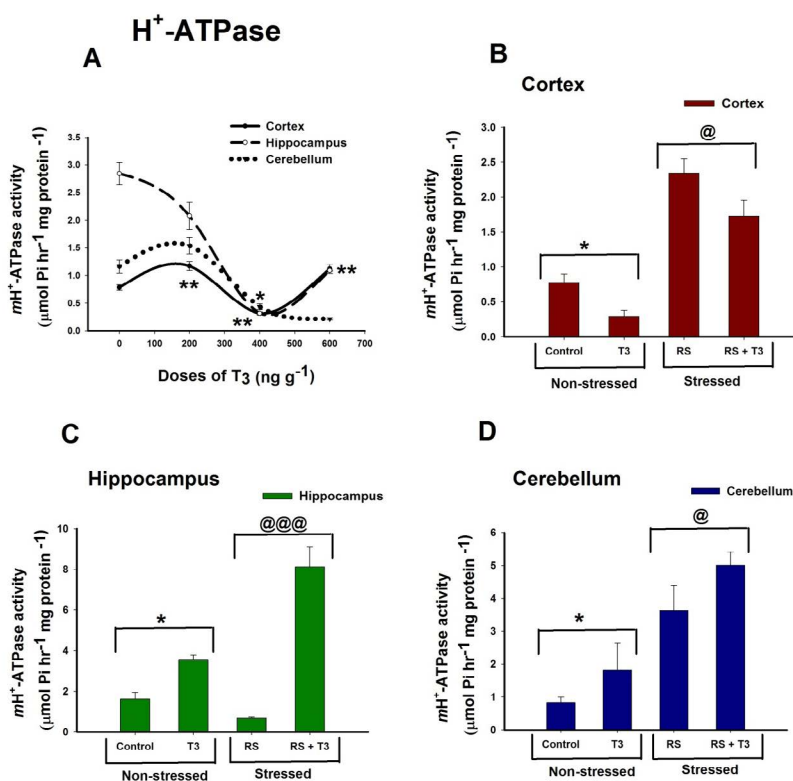 H⁺-ATPase
A
Cortex
Hippocampus
Cerebellum
mH⁺-ATPase activity
(μmol Pi hr⁻¹ mg protein ⁻¹)
3.5
3.0
2.5
2.0
1.5
1.0
0.5
0.0
**
**
*
**
0 100 200 300 400 500 600 700
Doses of T₃ (ng g⁻¹)
B
Cortex
Cortex
mH⁺-ATPase activity
(μmol Pi hr⁻¹ mg protein ⁻¹)
3.0
2.5
2.0
1.5
1.0
0.5
0.0
*
@
Control T3 RS RS + T3
Non-stressed Stressed
C
Hippocampus
Hippocampus
mH⁺-ATPase activity
(μmol Pi hr⁻¹ mg protein ⁻¹)
10
8
6
4
2
0
*
@@@
Control T3 RS RS + T3
Non-stressed Stressed
D
Cerebellum
Cerebellum
mH⁺-ATPase activity
(μmol Pi hr⁻¹ mg protein ⁻¹)
6
5
4
3
2
1
0
*
@
Control T3 RS RS + T3
Non-stressed Stressed